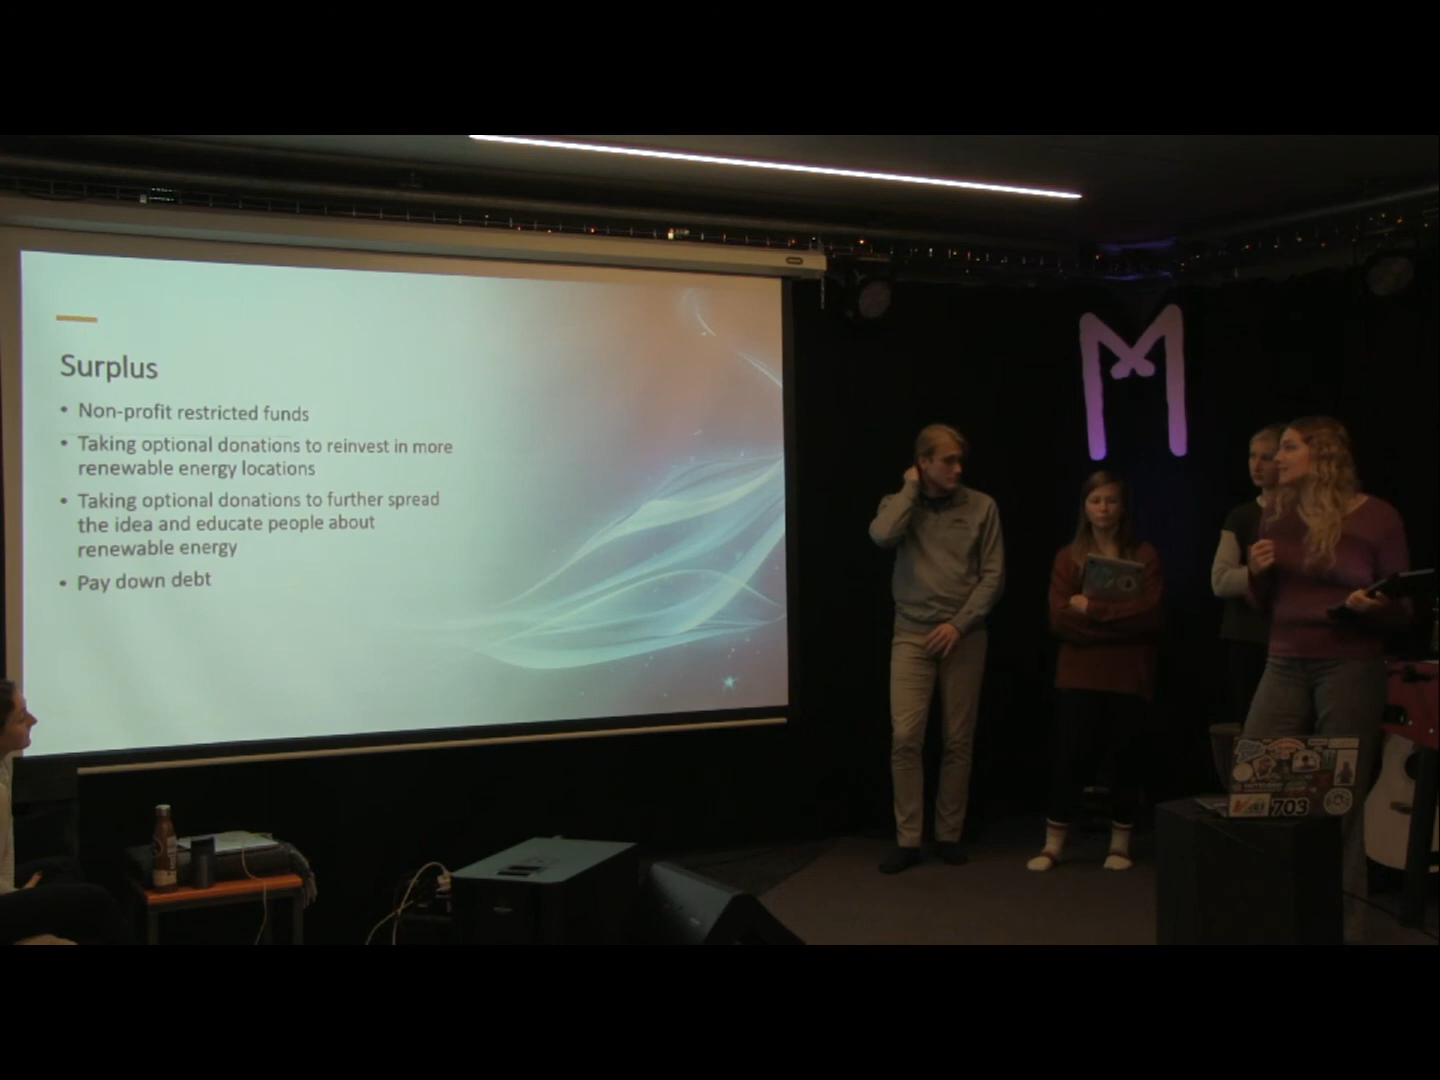 Surplus
• Non-profit restricted funds
• Taking optional donations to reinvest in more
renewable energy locations
• Taking optional donations to further spread
the idea and educate people about
renewable energy
• Pay down debt
703